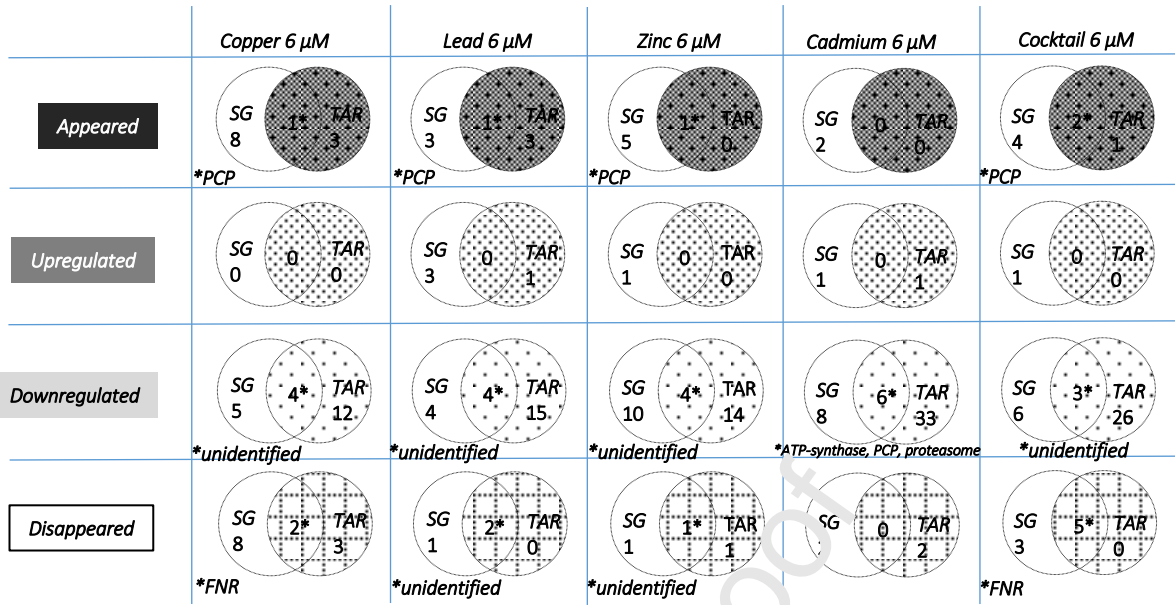 Copper 6 µM Lead 6 µM Zinc 6 µM Cadmium 6 µM Cocktail 6 µM
Appeared
SG 8 1* TAR 3
*PCP
SG 3 1* TAR 3
*PCP
SG 5 1* TAR 0
*PCP
SG 2 0 TAR 0
SG 4 2* TAR 1
*PCP
Upregulated
SG 0 0 TAR 0
SG 3 0 TAR 1
SG 1 0 TAR 0
SG 1 0 TAR 1
SG 1 0 TAR 0
Downregulated
SG 5 4* TAR 12
*unidentified
SG 4 4* TAR 15
*unidentified
SG 10 4* TAR 14
*unidentified
SG 8 6* TAR 33
*ATP-synthase, PCP, proteasome
SG 6 3* TAR 26
*unidentified
Disappeared
SG 8 2* TAR 3
*FNR
SG 1 2* TAR 0
*unidentified
SG 1 1* TAR 1
*unidentified
SG 0 TAR 2
SG 3 5* TAR 0
*FNR
oof